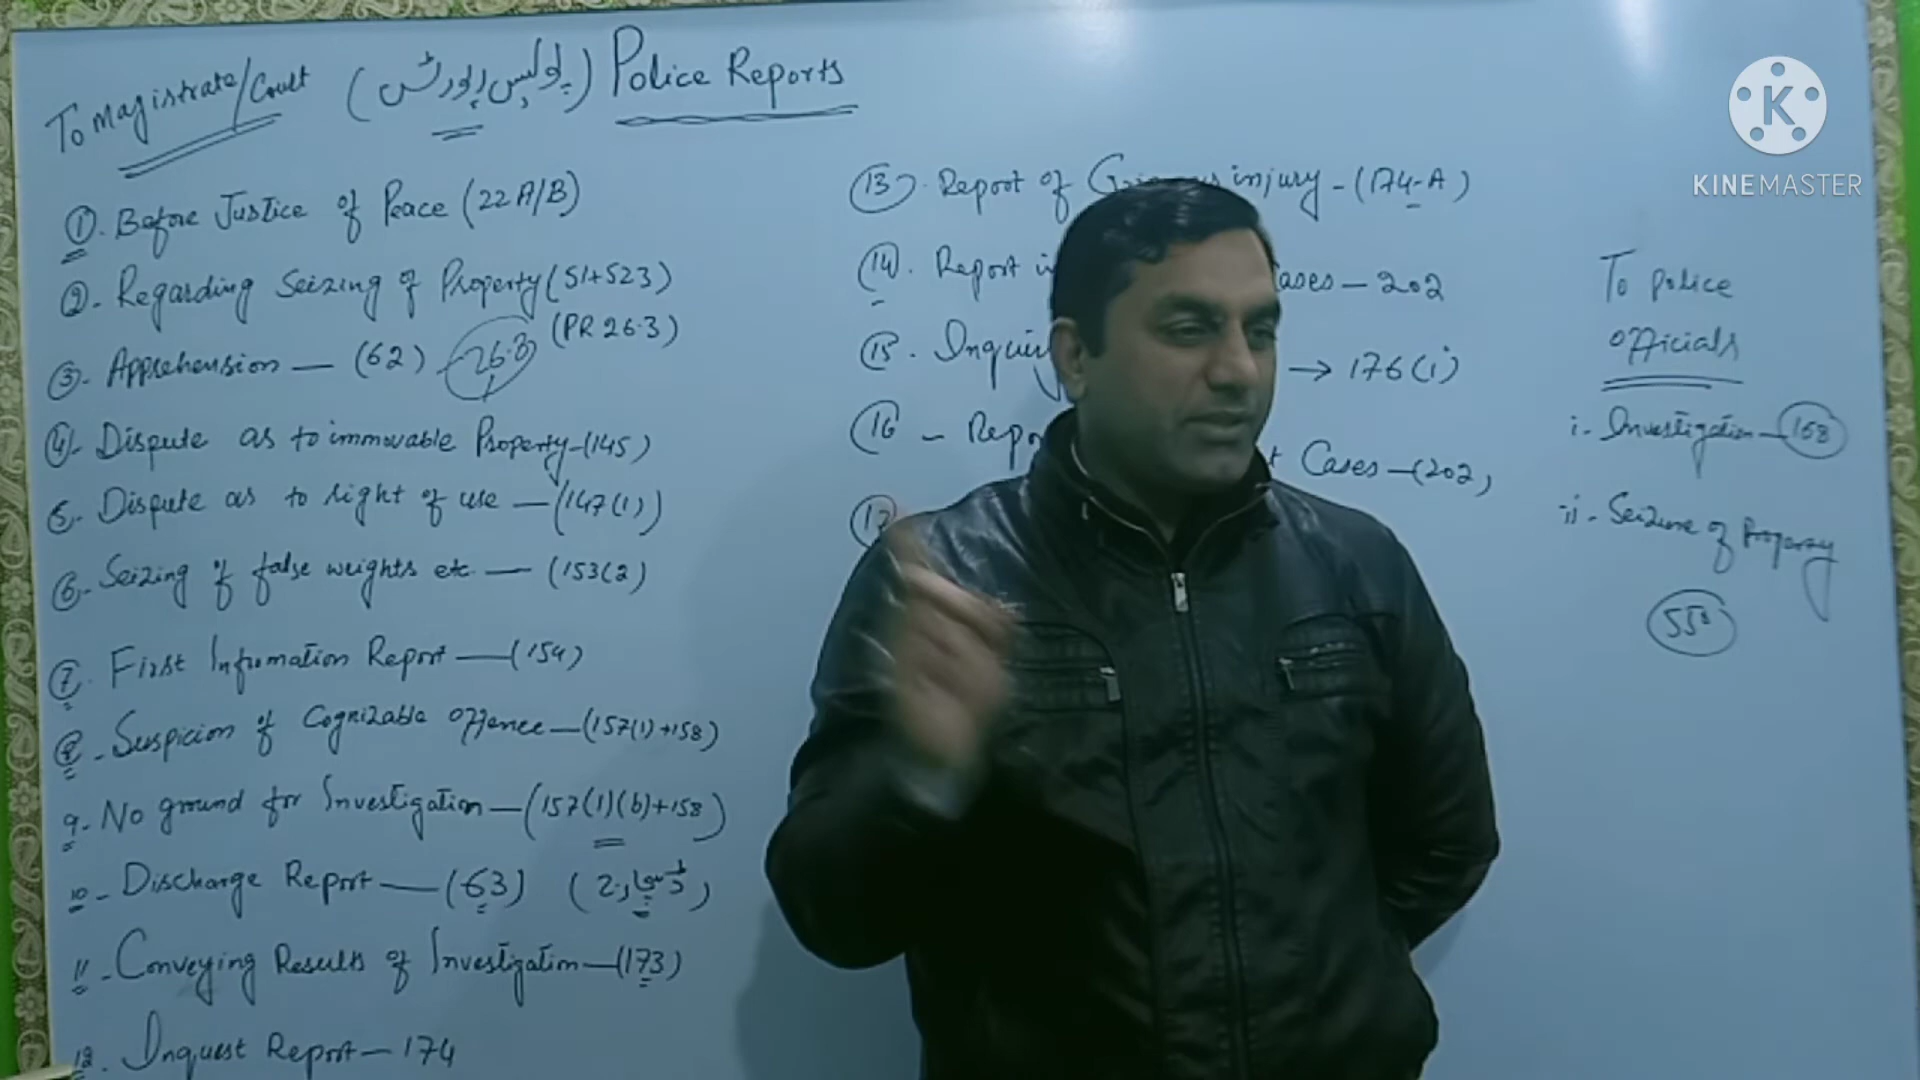 To Magistrate/Court (پولیس رپورٹس) Police Reports
① Before Justice of Peace (22 A/B)
②- Regarding Seizing of Property (51+523)
(PR 26.3)
③- Apprehension — (62) 26.3
④- Dispute as to immovable Property-(145)
5- Dispute as to right of use — (147(1))
6- Seizing of false weights etc — (153(2)
7. First Infromation Report — (154)
8- Suspicion of Cognizable offence — (157(1)+158)
9- No ground for Investigation — (157(1)(b)+158)
10- Discharge Report — (63) (ڈسچارج)
11- Conveying Results of Investigation — (173)
12. Inquest Report — 174
13. Report of injury - (174-A)
14. Report ases — 202
15. → 176(i)
16 - Cases — (202)
17
To police
officials
i- Investigation — 168
ii- Seizure of Property
550
KINEMASTER